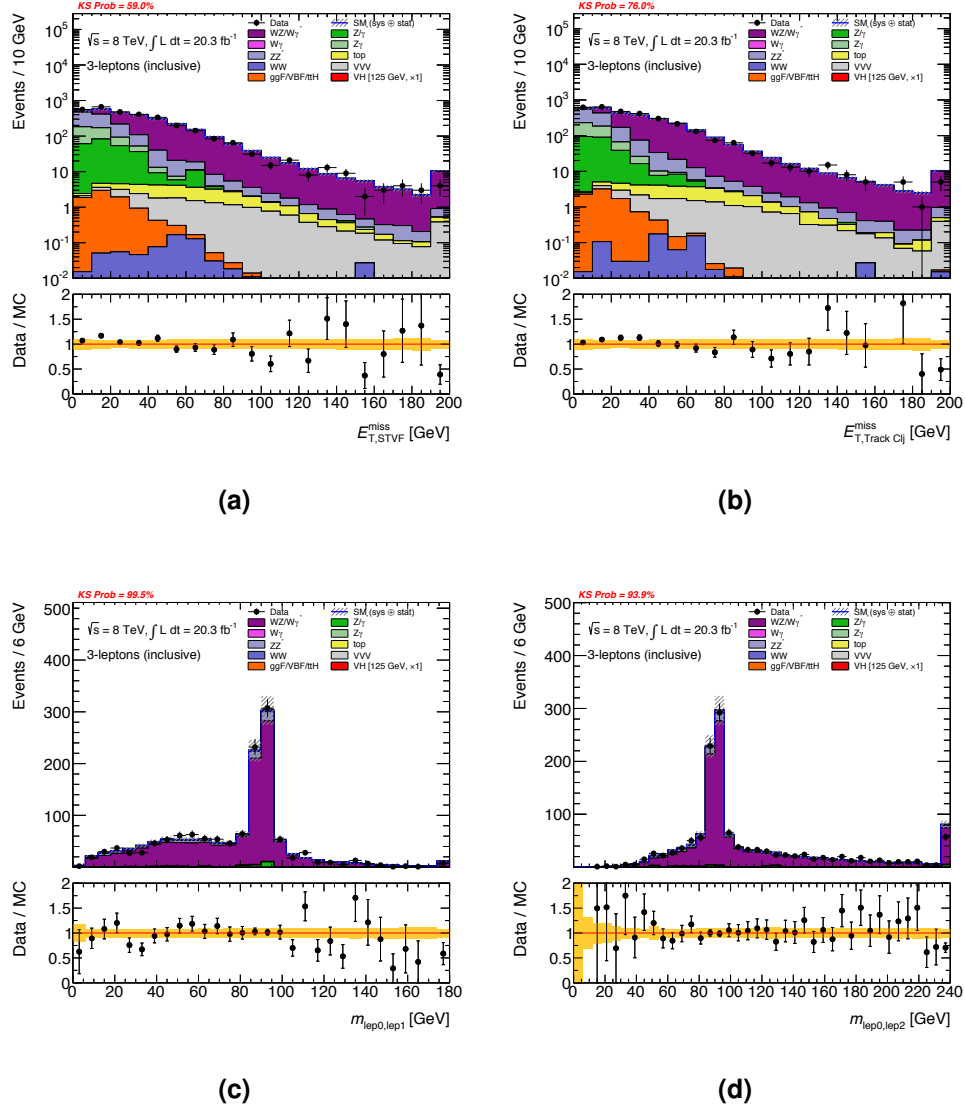 KS Prob = 59.0%
Events / 10 GeV
√s = 8 TeV, ∫ L dt = 20.3 fb⁻¹
3-leptons (inclusive)
Data
WZ/Wγ*
Wγ
ZZ*
WW
ggF/VBF/ttH
SM (sys ⊕ stat)
Z/γ
Zγ
top
VVV
VH [125 GeV, ×1]
10⁵
10⁴
10³
10²
10
1
10⁻¹
10⁻²
Data / MC
2
1.5
1
0.5
0
0 20 40 60 80 100 120 140 160 180 200
E_T,STVF^miss [GeV]
(a)
KS Prob = 76.0%
Events / 10 GeV
√s = 8 TeV, ∫ L dt = 20.3 fb⁻¹
3-leptons (inclusive)
Data
WZ/Wγ*
Wγ
ZZ*
WW
ggF/VBF/ttH
SM (sys ⊕ stat)
Z/γ
Zγ
top
VVV
VH [125 GeV, ×1]
10⁵
10⁴
10³
10²
10
1
10⁻¹
10⁻²
Data / MC
2
1.5
1
0.5
0
0 20 40 60 80 100 120 140 160 180 200
E_T,Track Clj^miss [GeV]
(b)
KS Prob = 99.5%
Events / 6 GeV
√s = 8 TeV, ∫ L dt = 20.3 fb⁻¹
3-leptons (inclusive)
Data
WZ/Wγ*
Wγ
ZZ*
WW
ggF/VBF/ttH
SM (sys ⊕ stat)
Z/γ
Zγ
top
VVV
VH [125 GeV, ×1]
500
400
300
200
100
Data / MC
2
1.5
1
0.5
0
0 20 40 60 80 100 120 140 160 180
m_lep0,lep1 [GeV]
(c)
KS Prob = 93.9%
Events / 6 GeV
√s = 8 TeV, ∫ L dt = 20.3 fb⁻¹
3-leptons (inclusive)
Data
WZ/Wγ*
Wγ
ZZ*
WW
ggF/VBF/ttH
SM (sys ⊕ stat)
Z/γ
Zγ
top
VVV
VH [125 GeV, ×1]
500
400
300
200
100
Data / MC
2
1.5
1
0.5
0
0 20 40 60 80 100 120 140 160 180 200 220 240
m_lep0,lep2 [GeV]
(d)